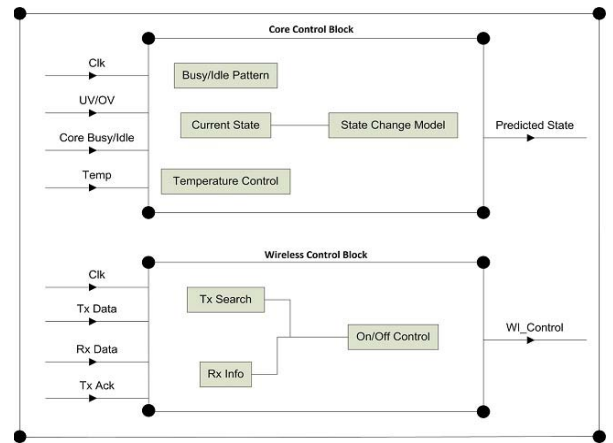 Core Control Block
Clk
Busy/Idle Pattern
UV/OV
Current State
State Change Model
Predicted State
Core Busy/Idle
Temp
Temperature Control
Wireless Control Block
Clk
Tx Search
Tx Data
On/Off Control
WI_Control
Rx Data
Rx Info
Tx Ack